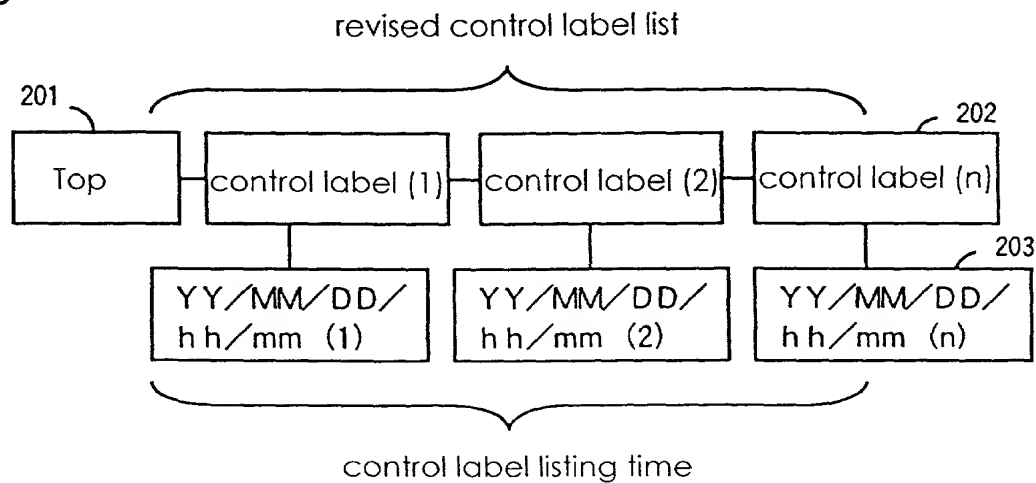 revised control label list
201
202
Top
control label (1)
control label (2)
control label (n)
203
YY/MM/DD/
hh/mm (1)
YY/MM/DD/
hh/mm (2)
YY/MM/DD/
hh/mm (n)
control label listing time